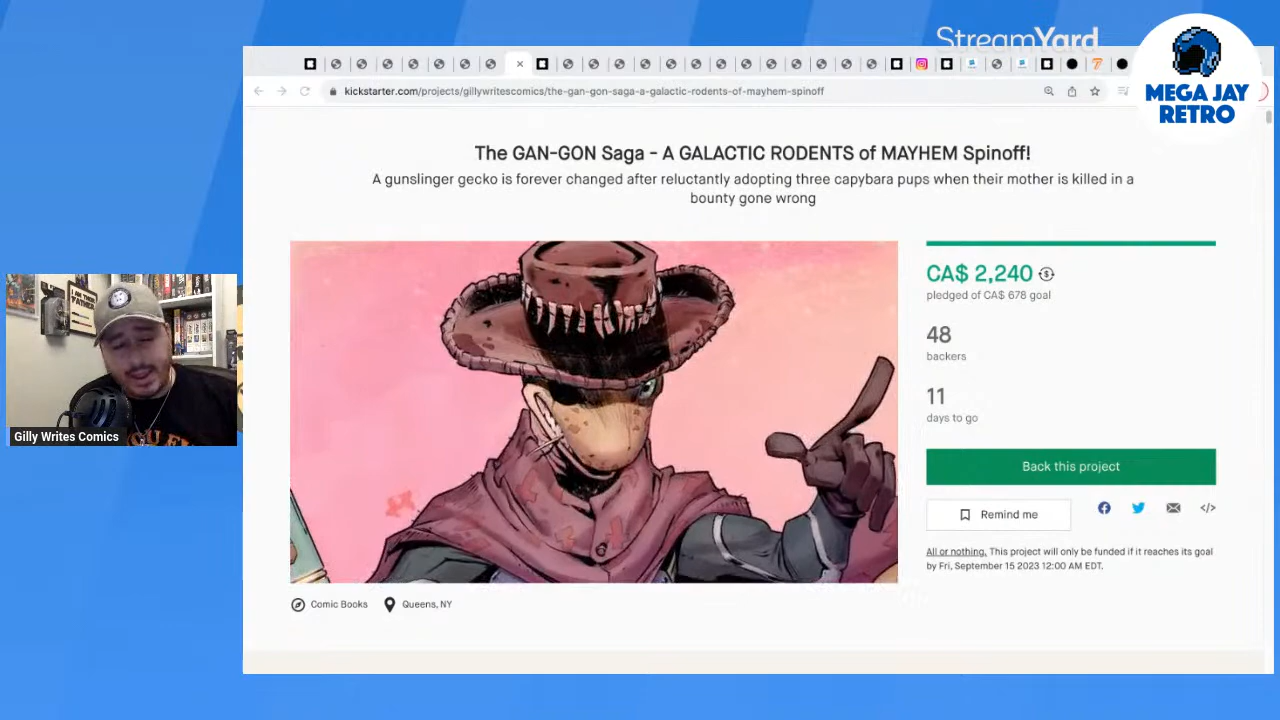 StreamYard
MEGA JAY
RETRO
kickstarter.com/projects/gillywritescomics/the-gan-gon-saga-a-galactic-rodents-of-mayhem-spinoff
The GAN-GON Saga - A GALACTIC RODENTS of MAYHEM Spinoff!
A gunslinger gecko is forever changed after reluctantly adopting three capybara pups when their mother is killed in a
bounty gone wrong
CA$ 2,240
pledged of CA$ 678 goal
48
backers
11
days to go
Back this project
Remind me
All or nothing. This project will only be funded if it reaches its goal
by Fri, September 15 2023 12:00 AM EDT.
Comic Books
Queens, NY
I AM YOUR
FATHER
Gilly Writes Comics